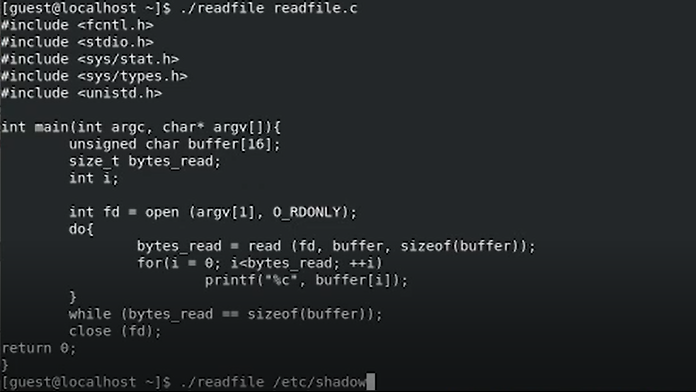 [guest@localhost ~]$ ./readfile readfile.c
#include <fcntl.h>
#include <stdio.h>
#include <sys/stat.h>
#include <sys/types.h>
#include <unistd.h>
int main(int argc, char* argv[]){
unsigned char buffer[16];
size_t bytes_read;
int i;
int fd = open (argv[1], O_RDONLY);
do{
bytes_read = read (fd, buffer, sizeof(buffer));
for(i = 0; i<bytes_read; ++i)
printf("%c", buffer[i]);
}
while (bytes_read == sizeof(buffer));
close (fd);
return 0;
}
[guest@localhost ~]$ ./readfile /etc/shadow